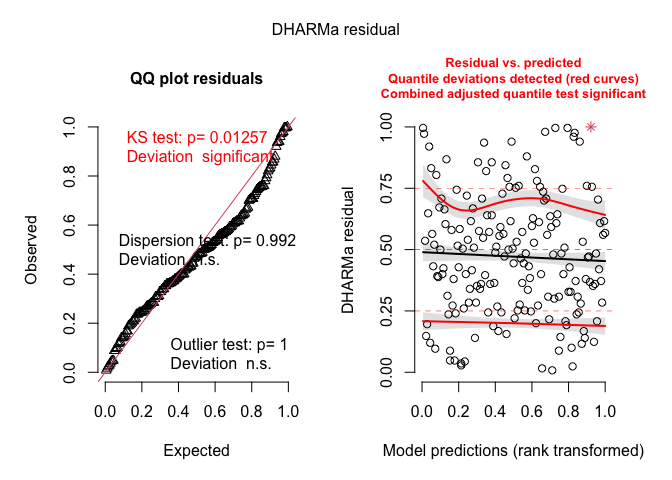 DHARMa residual
QQ plot residuals
KS test: p= 0.01257
Deviation  significant
Dispersion test: p= 0.992
Deviation  n.s.
Outlier test: p= 1
Deviation  n.s.
Observed
0.0 0.2 0.4 0.6 0.8 1.0
0.0 0.2 0.4 0.6 0.8 1.0
Expected
Residual vs. predicted
Quantile deviations detected (red curves)
Combined adjusted quantile test significant
DHARMa residual
0.00 0.25 0.50 0.75 1.00
0.0 0.2 0.4 0.6 0.8 1.0
Model predictions (rank transformed)